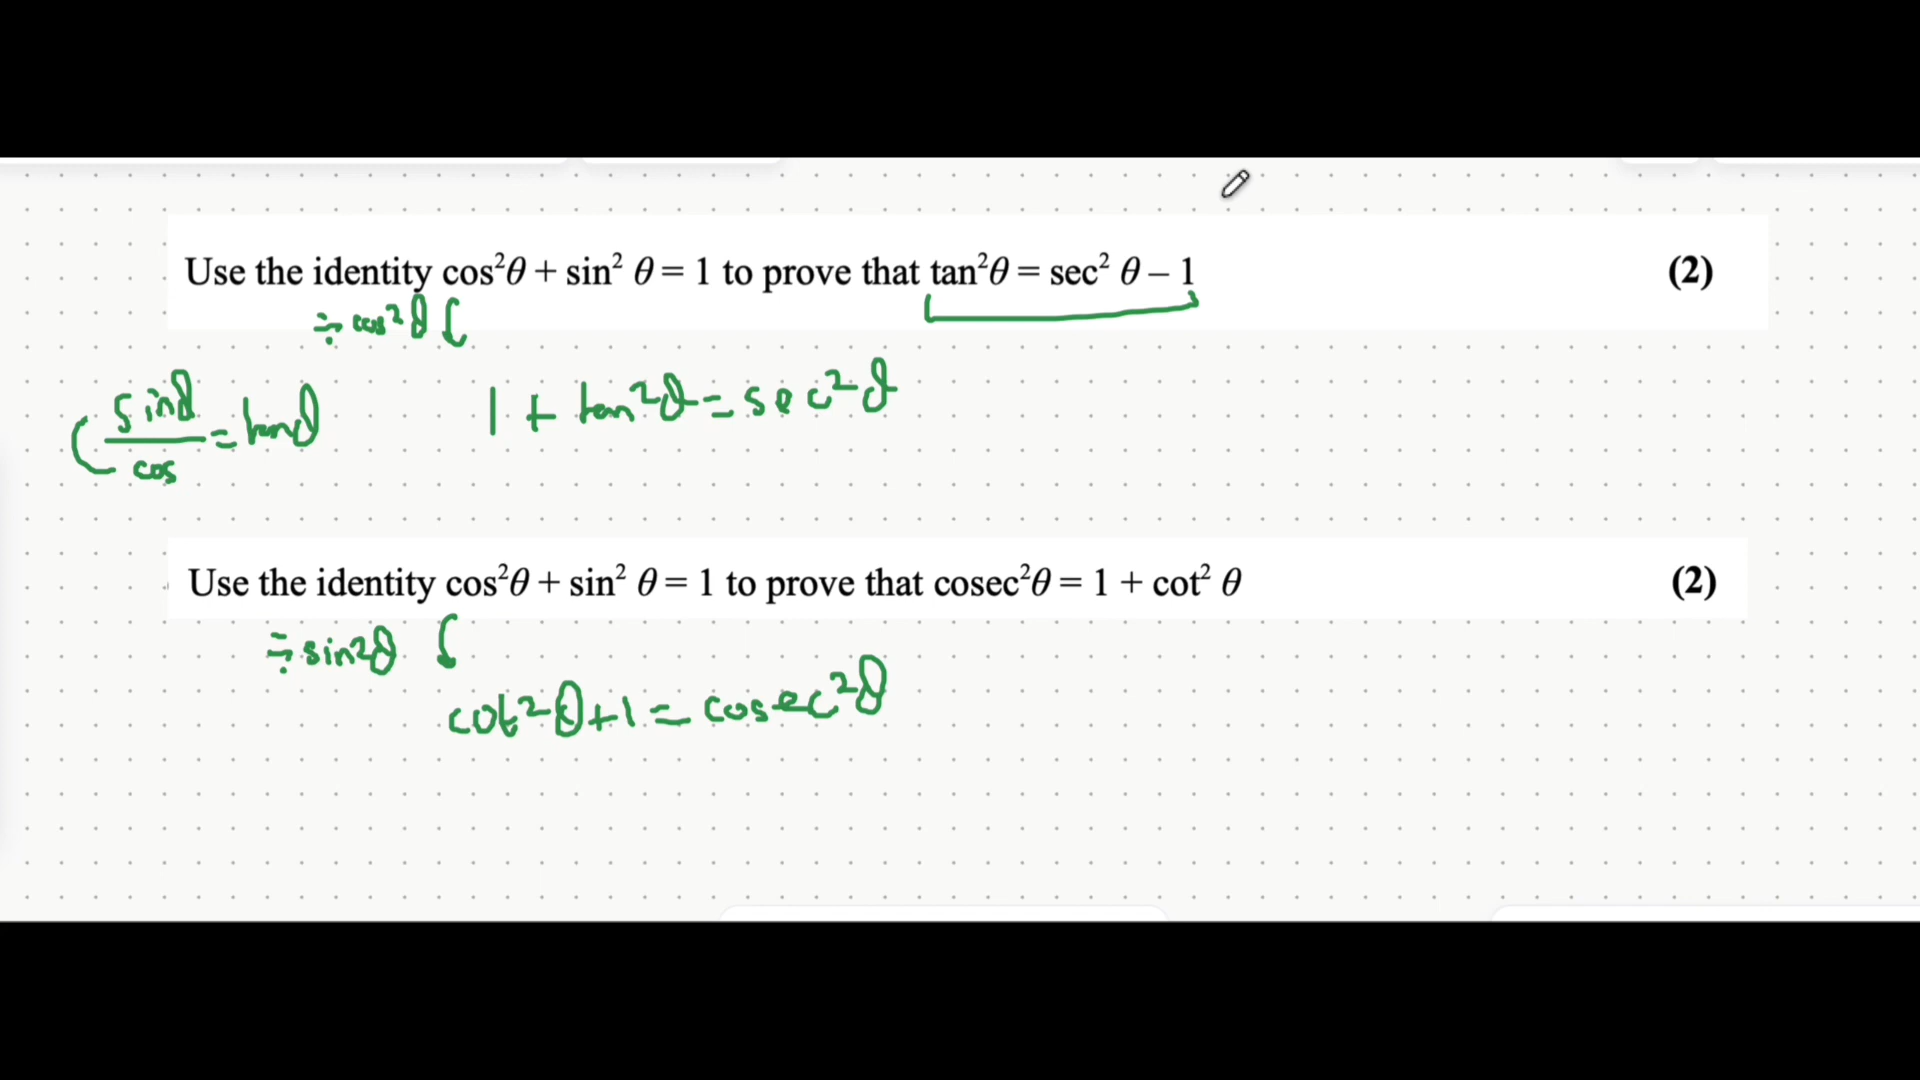 Use the identity cos²θ + sin² θ = 1 to prove that tan²θ = sec² θ – 1 (2)
÷ cos²θ
sinθ/cos = tanθ
1 + tan²θ = sec²θ
Use the identity cos²θ + sin² θ = 1 to prove that cosec²θ = 1 + cot² θ (2)
÷ sin2θ
cot²θ+1 = cosec²θ